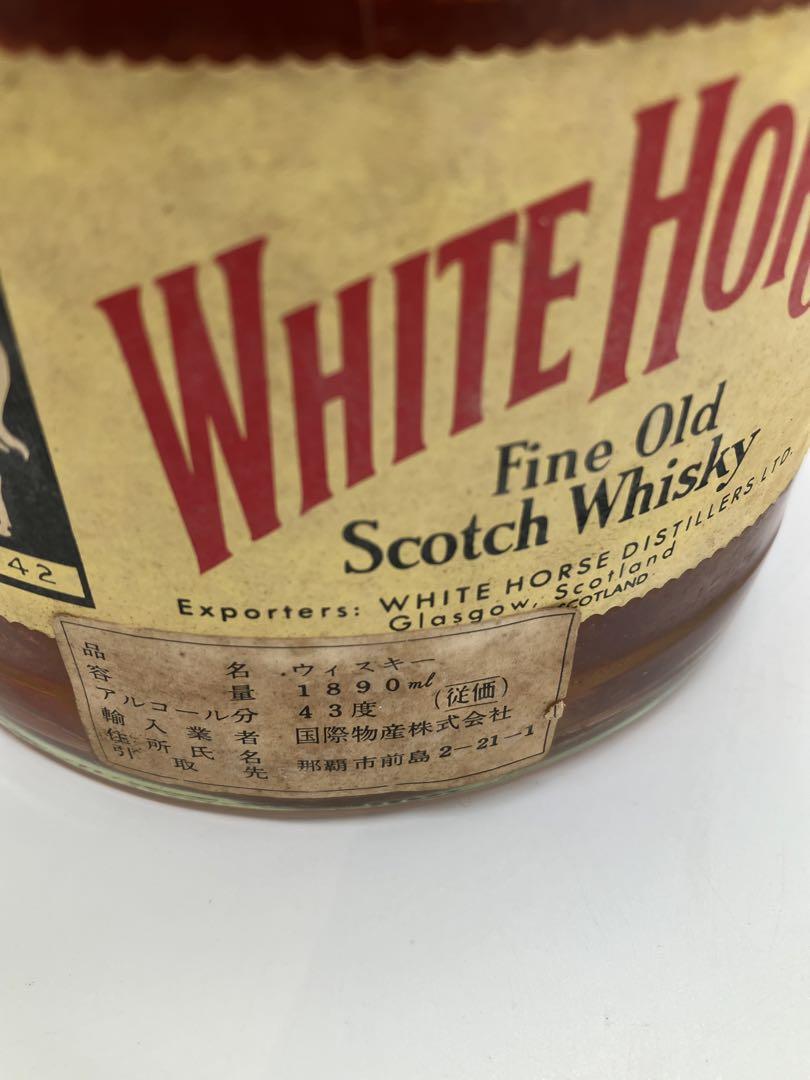 WHITE HOR
Fine Old
Scotch Whisky
Exporters: WHITE HORSE DISTILLERS LTD.
Glasgow, Scotland
SCOTLAND
42
品名 ウィスキー
容量 1890ml (従価)
アルコール分 43度
輸入業者 国際物産株式会社
住所氏名 那覇市前島2-21-1
引取先